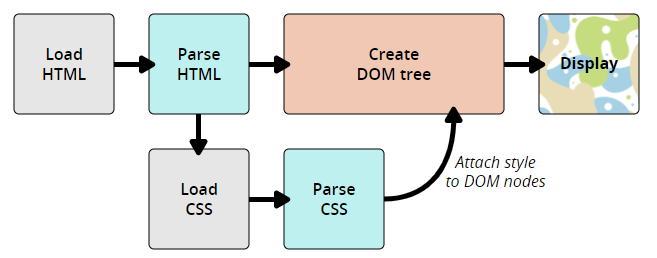 Load
HTML
Parse
HTML
Create
DOM tree
Display
Load
CSS
Parse
CSS
Attach style
to DOM nodes